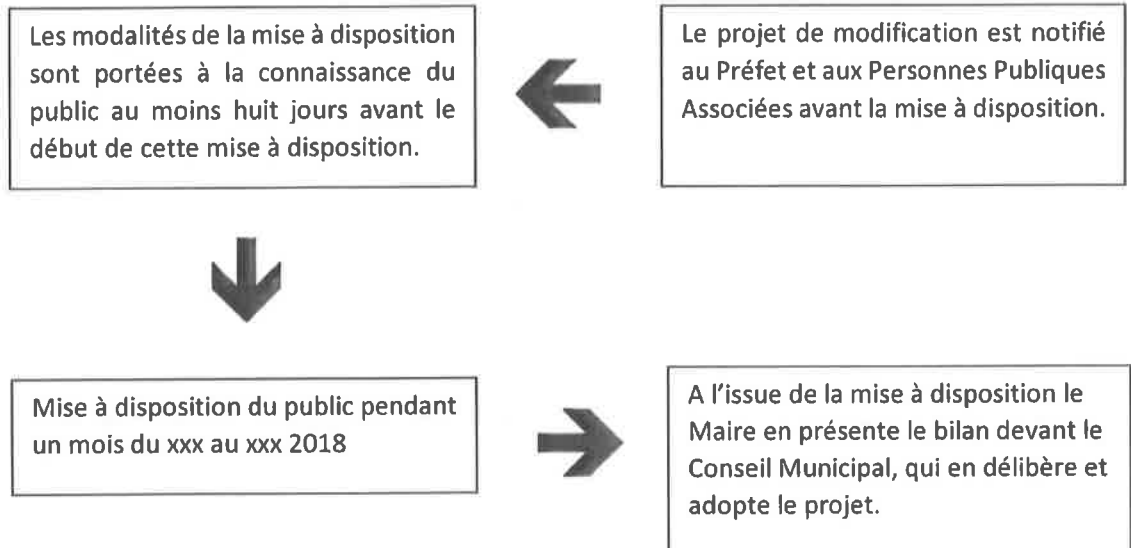 Les modalités de la mise à disposition
sont portées à la connaissance du
public au moins huit jours avant le
début de cette mise à disposition.
Le projet de modification est notifié
au Préfet et aux Personnes Publiques
Associées avant la mise à disposition.
Mise à disposition du public pendant
un mois du xxx au xxx 2018
A l'issue de la mise à disposition le
Maire en présente le bilan devant le
Conseil Municipal, qui en délibère et
adopte le projet.